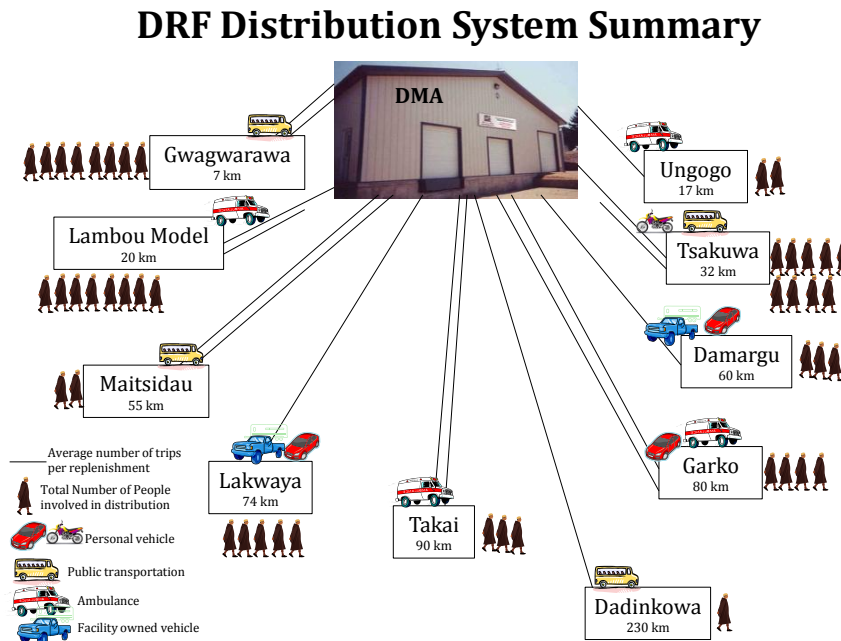 DRF Distribution System Summary
DMA
Gwagwarawa
7 km
Ungogo
17 km
Lambou Model
20 km
Tsakuwa
32 km
Damargu
60 km
Maitsidau
55 km
Garko
80 km
Lakwaya
74 km
Takai
90 km
Dadinkowa
230 km
Average number of trips
per replenishment
Total Number of People
involved in distribution
Personal vehicle
Public transportation
Ambulance
Facility owned vehicle